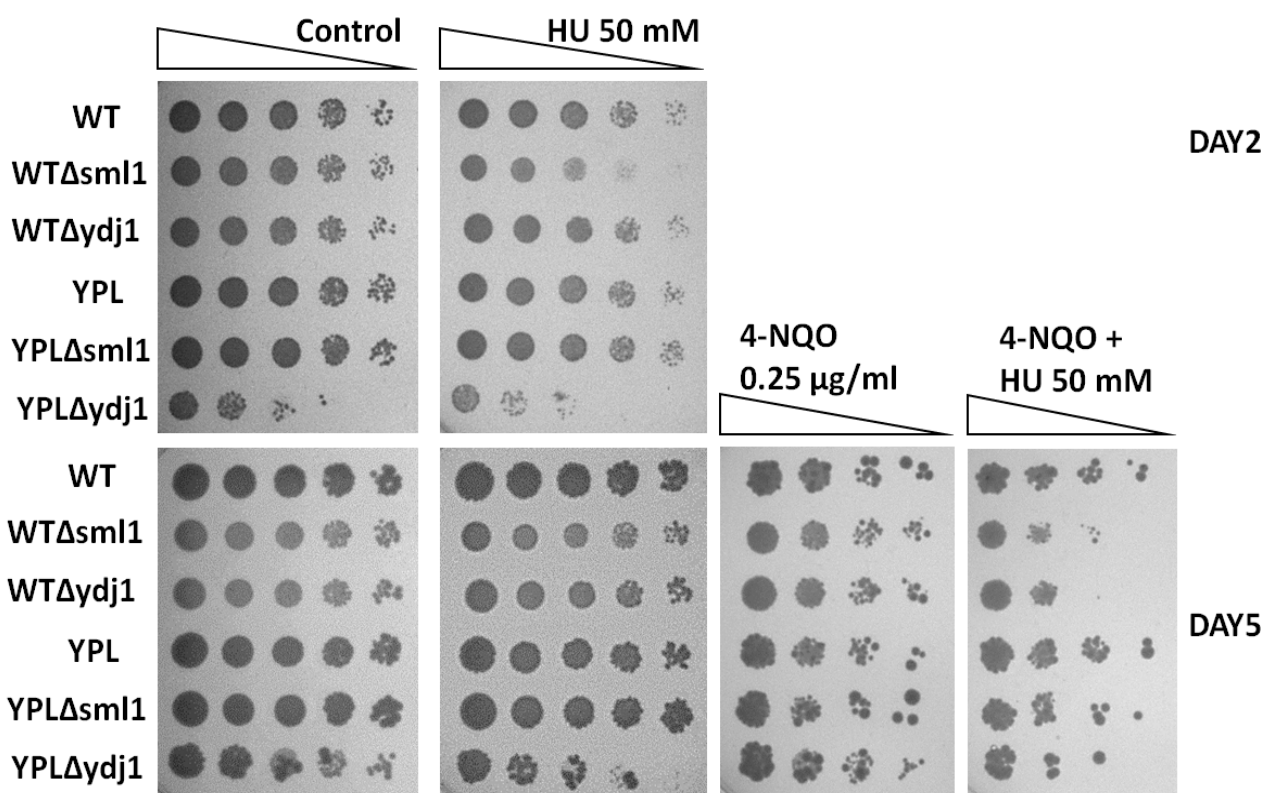 Control
HU 50 mM
WT
WTΔsml1
WTΔydj1
YPL
YPLΔsml1
YPLΔydj1
DAY2
4-NQO
0.25 µg/ml
4-NQO +
HU 50 mM
WT
WTΔsml1
WTΔydj1
YPL
YPLΔsml1
YPLΔydj1
DAY5